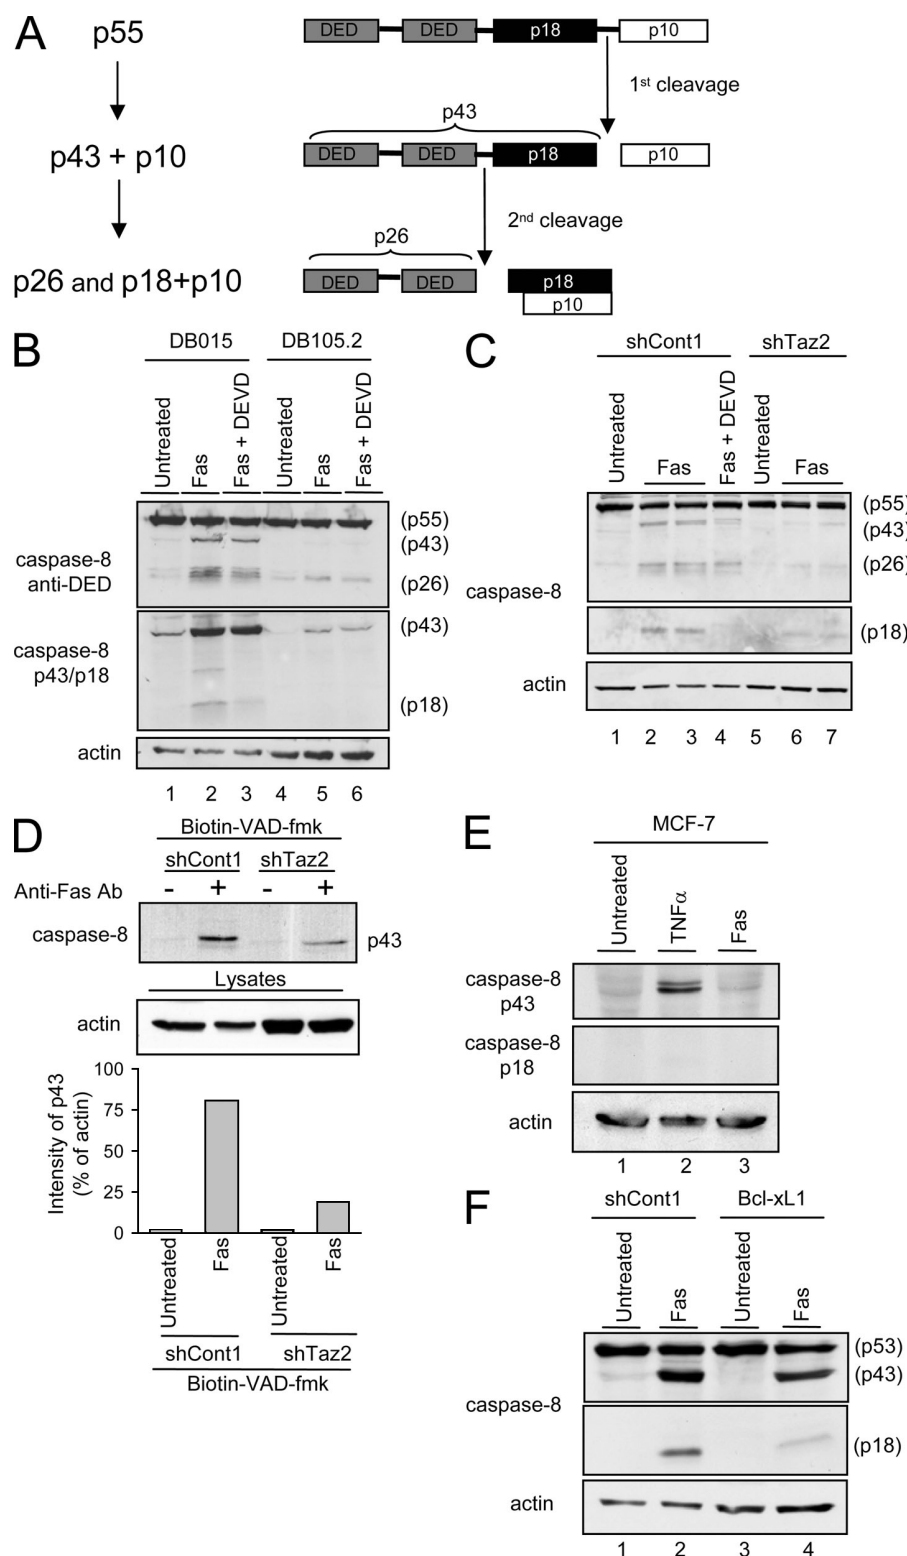 A
p55
DED DED p18 p10
1st cleavage
p43
p43 + p10
DED DED p18 p10
2nd cleavage
p26
p26 and p18+p10
DED DED p18
p10
B
DB015 DB105.2
Untreated Fas Fas + DEVD Untreated Fas Fas + DEVD
caspase-8
anti-DED
(p55)
(p43)
(p26)
caspase-8
p43/p18
(p43)
(p18)
actin
1 2 3 4 5 6
C
shCont1 shTaz2
Untreated Fas Fas + DEVD Untreated Fas
caspase-8
(p55)
(p43)
(p26)
(p18)
actin
1 2 3 4 5 6 7
D
Biotin-VAD-fmk
shCont1 shTaz2
Anti-Fas Ab - + - +
caspase-8 p43
Lysates
actin
Intensity of p43
(% of actin)
100
75
50
25
0
Untreated Fas Untreated Fas
shCont1 shTaz2
Biotin-VAD-fmk
E
MCF-7
Untreated TNFα Fas
caspase-8
p43
caspase-8
p18
actin
1 2 3
F
shCont1 Bcl-xL1
Untreated Fas Untreated Fas
caspase-8
(p53)
(p43)
(p18)
actin
1 2 3 4